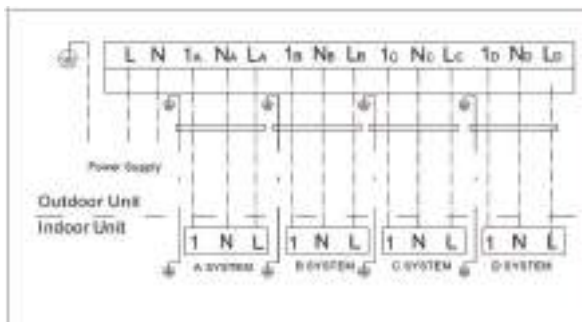 L N 1A NA LA 1B NB LB 1C NC LC 1D ND LD
Power Supply
Outdoor Unit
Indoor Unit
1 N L 1 N L 1 N L 1 N L
A SYSTEM B SYSTEM C SYSTEM D SYSTEM